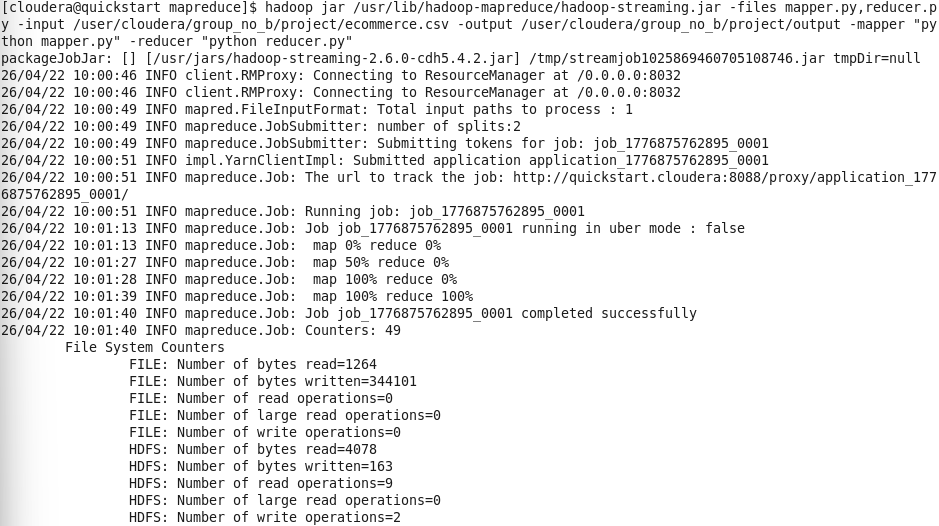 [cloudera@quickstart mapreduce]$ hadoop jar /usr/lib/hadoop-mapreduce/hadoop-streaming.jar -files mapper.py,reducer.p
y -input /user/cloudera/group_no_b/project/ecommerce.csv -output /user/cloudera/group_no_b/project/output -mapper "py
thon mapper.py" -reducer "python reducer.py"
packageJobJar: [] [/usr/jars/hadoop-streaming-2.6.0-cdh5.4.2.jar] /tmp/streamjob1025869460705108746.jar tmpDir=null
26/04/22 10:00:46 INFO client.RMProxy: Connecting to ResourceManager at /0.0.0.0:8032
26/04/22 10:00:46 INFO client.RMProxy: Connecting to ResourceManager at /0.0.0.0:8032
26/04/22 10:00:49 INFO mapred.FileInputFormat: Total input paths to process : 1
26/04/22 10:00:49 INFO mapreduce.JobSubmitter: number of splits:2
26/04/22 10:00:49 INFO mapreduce.JobSubmitter: Submitting tokens for job: job_1776875762895_0001
26/04/22 10:00:51 INFO impl.YarnClientImpl: Submitted application application_1776875762895_0001
26/04/22 10:00:51 INFO mapreduce.Job: The url to track the job: http://quickstart.cloudera:8088/proxy/application_177
6875762895_0001/
26/04/22 10:00:51 INFO mapreduce.Job: Running job: job_1776875762895_0001
26/04/22 10:01:13 INFO mapreduce.Job: Job job_1776875762895_0001 running in uber mode : false
26/04/22 10:01:13 INFO mapreduce.Job:  map 0% reduce 0%
26/04/22 10:01:27 INFO mapreduce.Job:  map 50% reduce 0%
26/04/22 10:01:28 INFO mapreduce.Job:  map 100% reduce 0%
26/04/22 10:01:39 INFO mapreduce.Job:  map 100% reduce 100%
26/04/22 10:01:40 INFO mapreduce.Job: Job job_1776875762895_0001 completed successfully
26/04/22 10:01:40 INFO mapreduce.Job: Counters: 49
        File System Counters
                FILE: Number of bytes read=1264
                FILE: Number of bytes written=344101
                FILE: Number of read operations=0
                FILE: Number of large read operations=0
                FILE: Number of write operations=0
                HDFS: Number of bytes read=4078
                HDFS: Number of bytes written=163
                HDFS: Number of read operations=9
                HDFS: Number of large read operations=0
                HDFS: Number of write operations=2